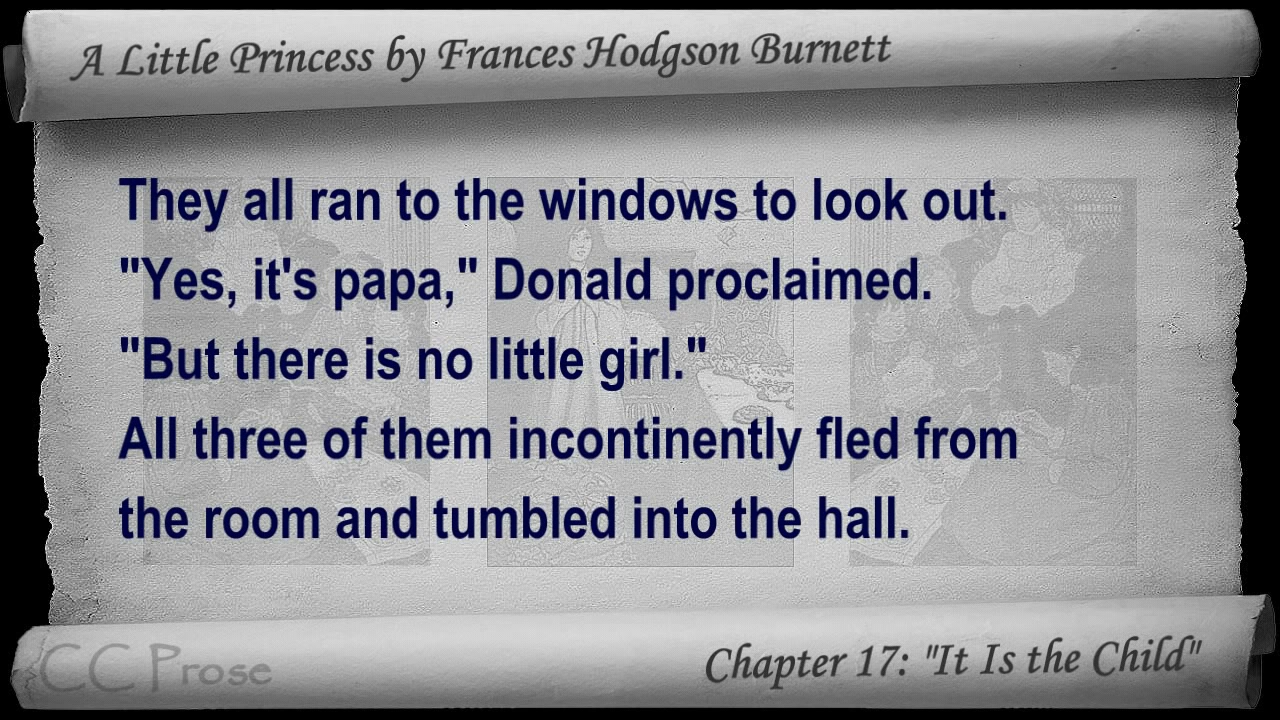 A Little Princess by Frances Hodgson Burnett
They all ran to the windows to look out.
"Yes, it's papa," Donald proclaimed.
"But there is no little girl."
All three of them incontinently fled from
the room and tumbled into the hall.
CC Prose
Chapter 17: "It Is the Child"